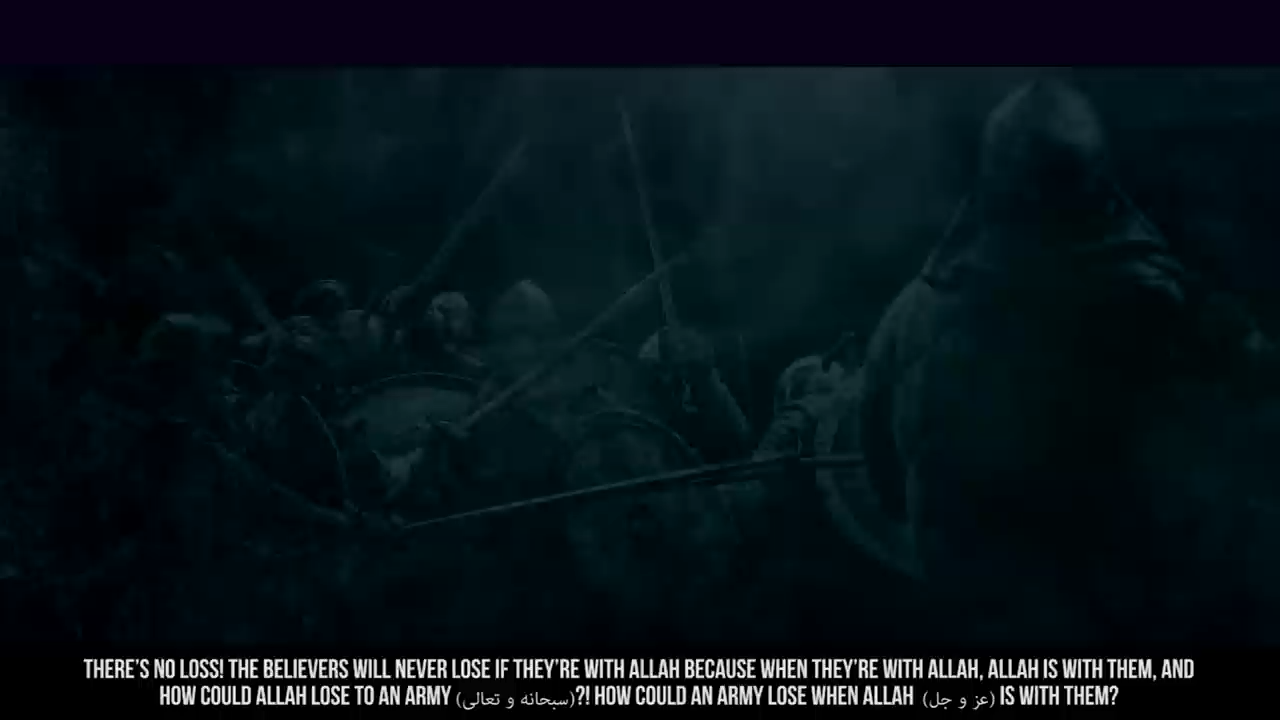 THERE'S NO LOSS! THE BELIEVERS WILL NEVER LOSE IF THEY'RE WITH ALLAH BECAUSE WHEN THEY'RE WITH ALLAH, ALLAH IS WITH THEM, AND
HOW COULD ALLAH LOSE TO AN ARMY (سبحانه و تعالى)?! HOW COULD AN ARMY LOSE WHEN ALLAH (عز و جل) IS WITH THEM?